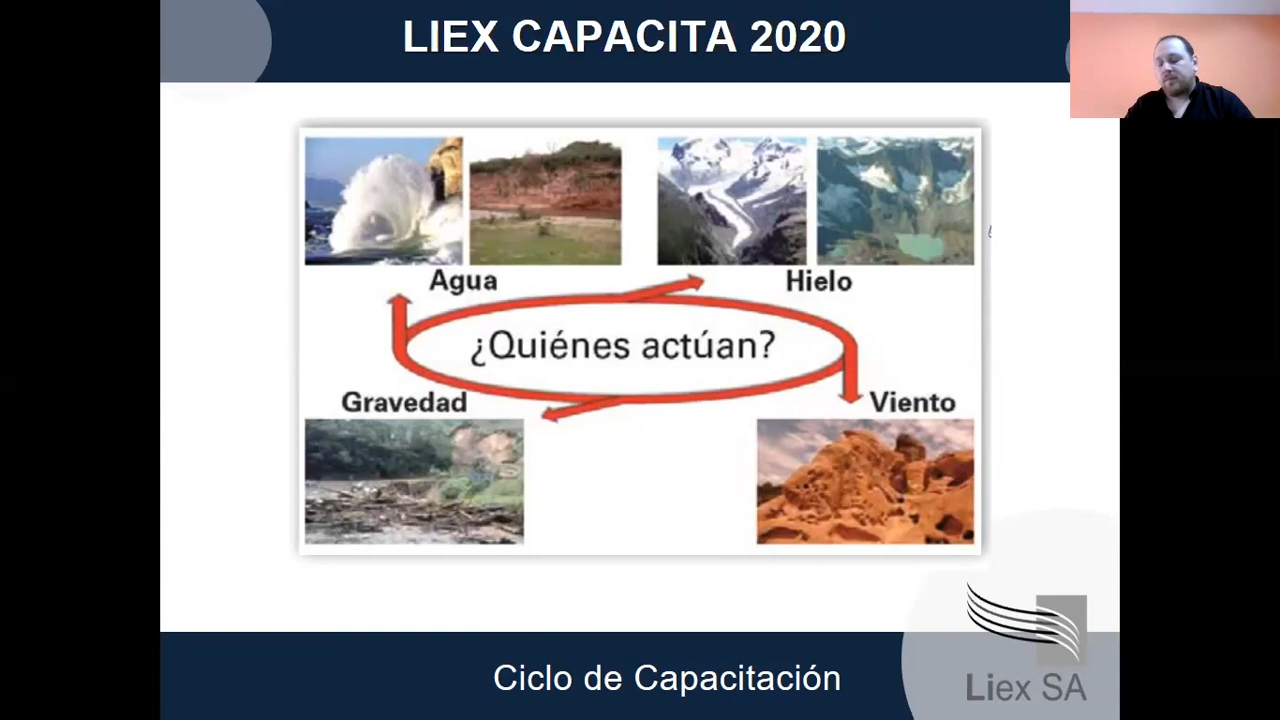 LIEX CAPACITA 2020
Agua
Hielo
¿Quiénes actúan?
Gravedad
Viento
Ciclo de Capacitación
Liex SA